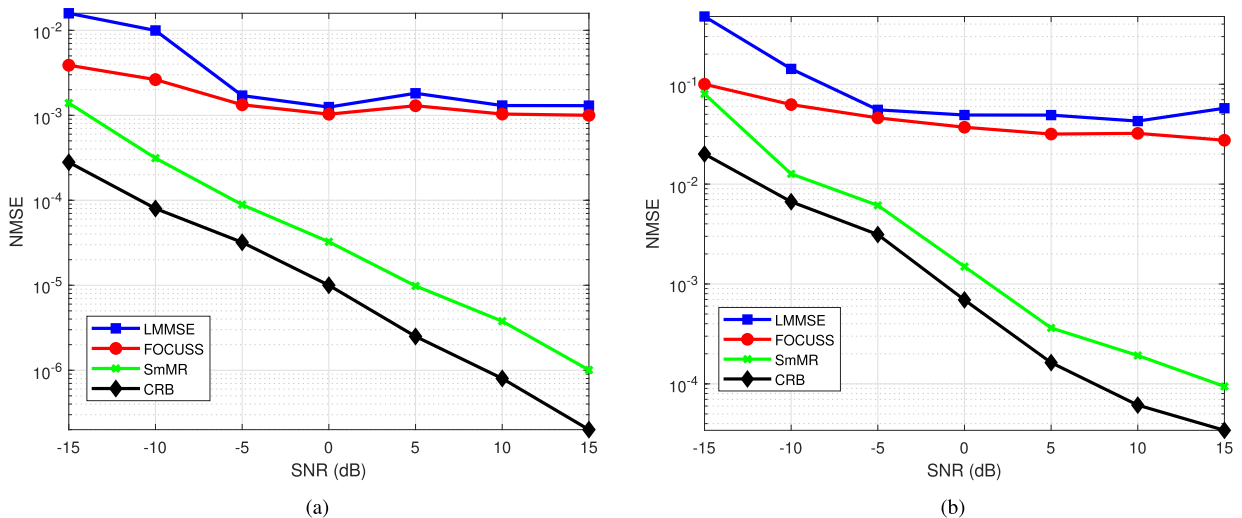 10^-2
10^-3
10^-4
10^-5
10^-6
NMSE
LMMSE
FOCUSS
SmMR
CRB
-15 -10 -5 0 5 10 15
SNR (dB)
(a)
10^-1
10^-2
10^-3
10^-4
NMSE
LMMSE
FOCUSS
SmMR
CRB
-15 -10 -5 0 5 10 15
SNR (dB)
(b)